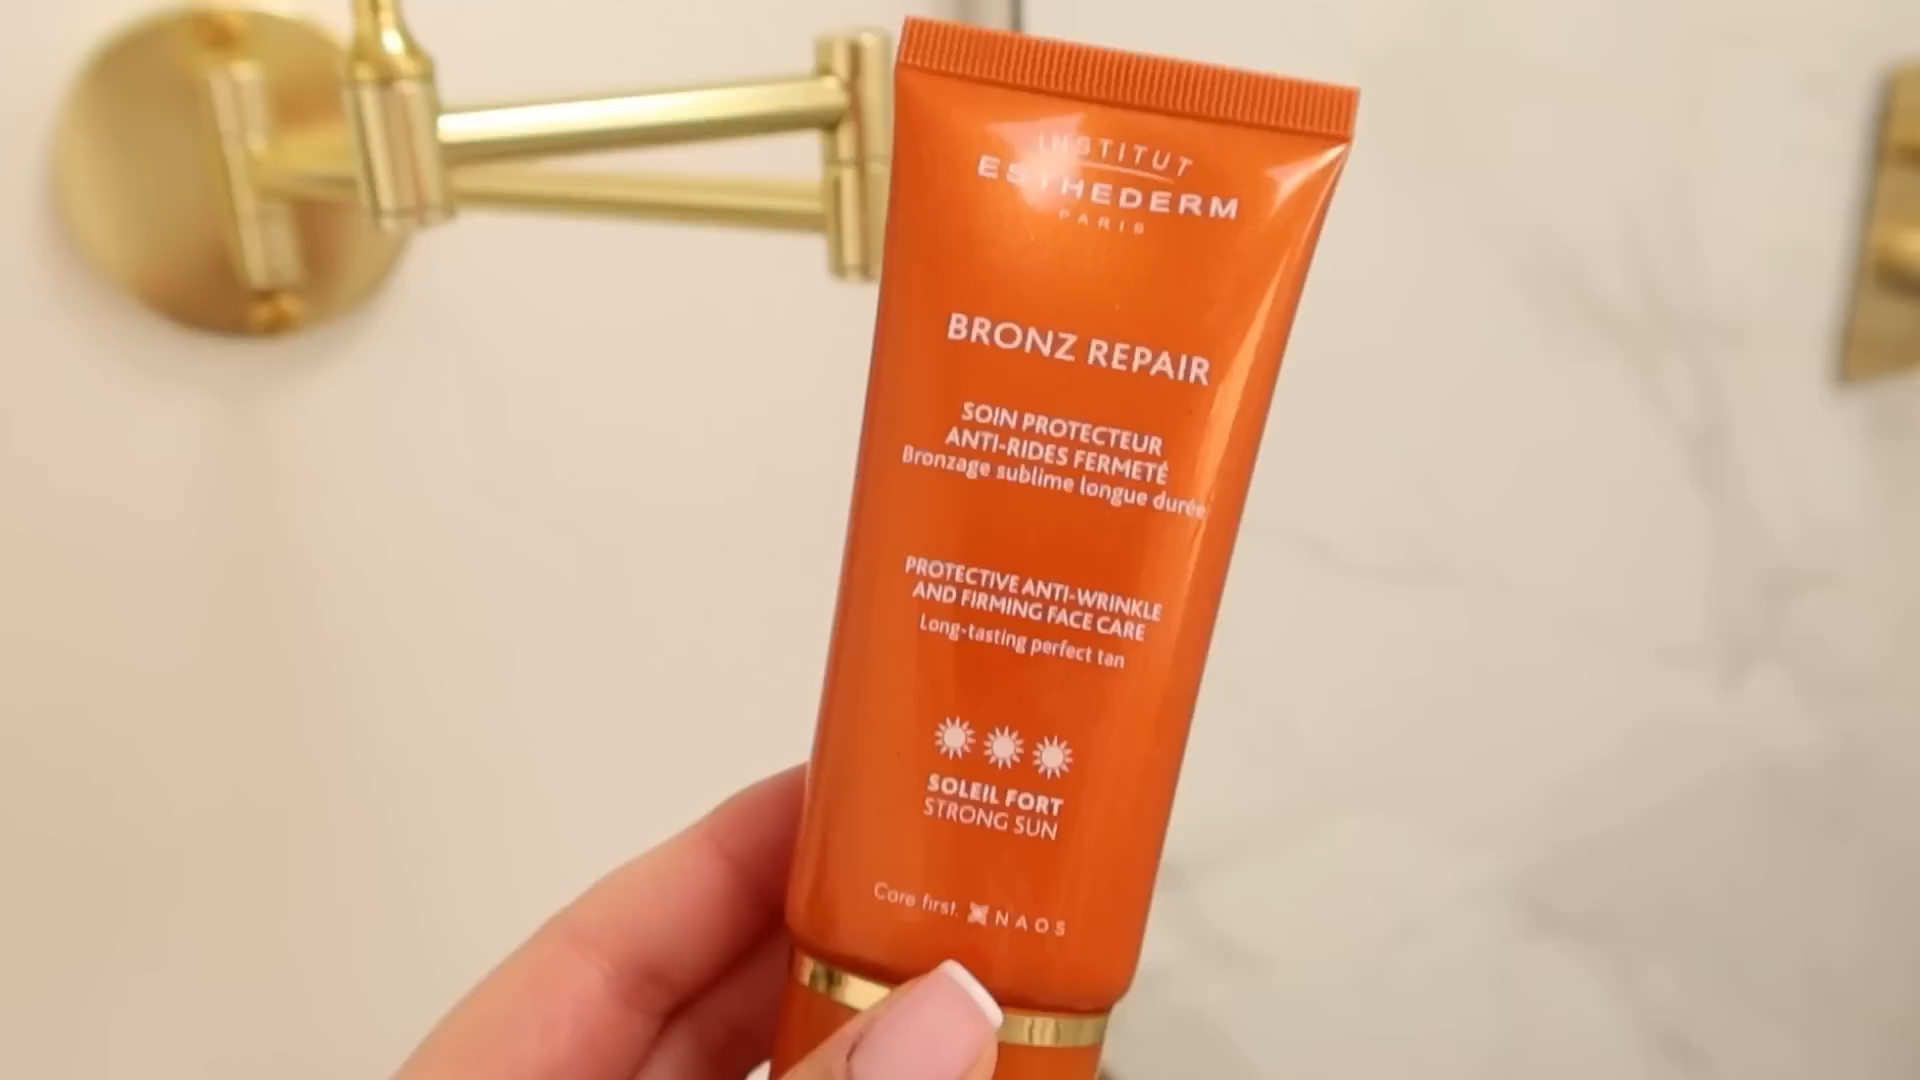 INSTITUT
ESTHEDERM
PARIS
BRONZ REPAIR
SOIN PROTECTEUR
ANTI-RIDES FERMETÉ
Bronzage sublime longue durée
PROTECTIVE ANTI-WRINKLE
AND FIRMING FACE CARE
Long-tasting perfect tan
SOLEIL FORT
STRONG SUN
Care first. NAOS